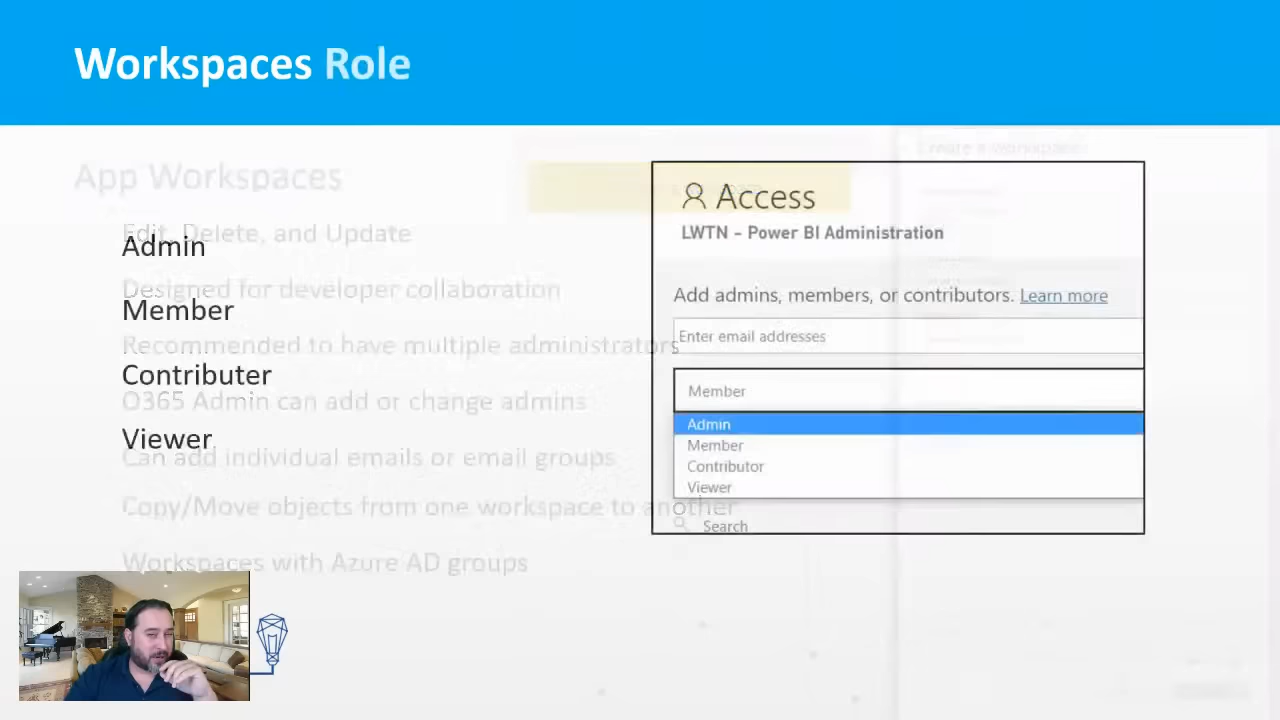 Workspaces Role
App Workspaces
Edit, Delete, and Update
Admin
Designed for developer collaboration
Member
Recommended to have multiple administrators
Contributer
O365 Admin can add or change admins
Viewer
Can add individual emails or email groups
Copy/Move objects from one workspace to another
Workspaces with Azure AD groups
Create a workspace
Access
LWTN - Power BI Administration
Add admins, members, or contributors. Learn more
Enter email addresses
Member
Admin
Member
Contributor
Viewer
Search